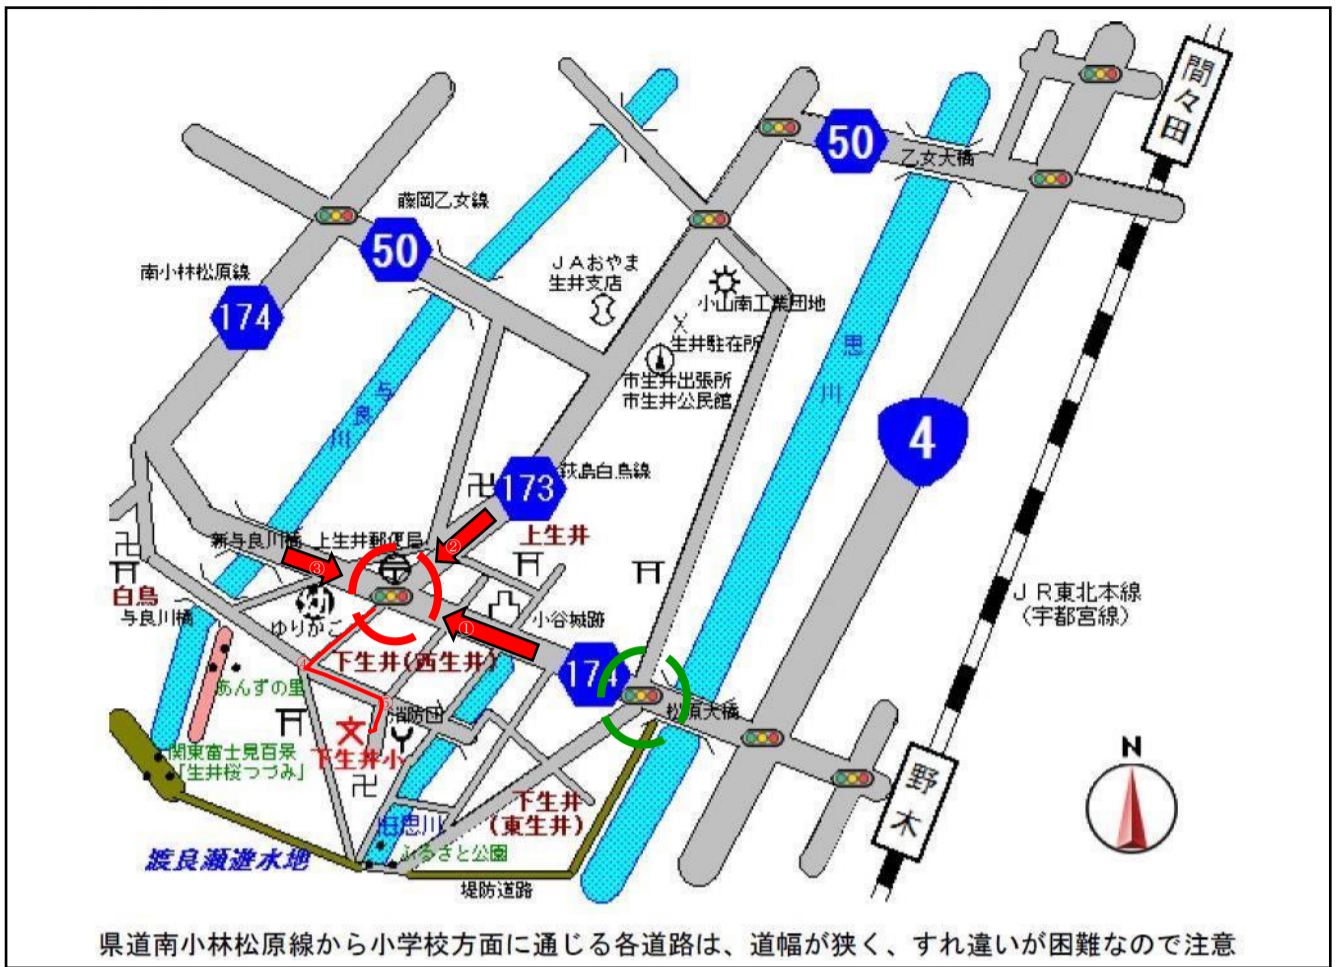 間々田
50
乙女大橋
藤岡乙女線
50
南小林松原線
174
JAおやま
生井支店
小山南工業団地
生井駐在所
市生井出張所
市生井公民館
思川
与良川
4
173
荻島白鳥線
新与良川橋
上生井郵便局
②
上生井
③
白鳥
与良川橋
ゆりかご
①
小谷城跡
JR東北本線
(宇都宮線)
下生井(西生井)
174
あんずの里
消防団
松原大橋
文
下生井小
関東富士見百景
「生井桜つづみ」
野木
N
下生井
(東生井)
旧思川
ふるさと公園
渡良瀬遊水地
堤防道路
県道南小林松原線から小学校方面に通じる各道路は、道幅が狭く、すれ違いが困難なので注意